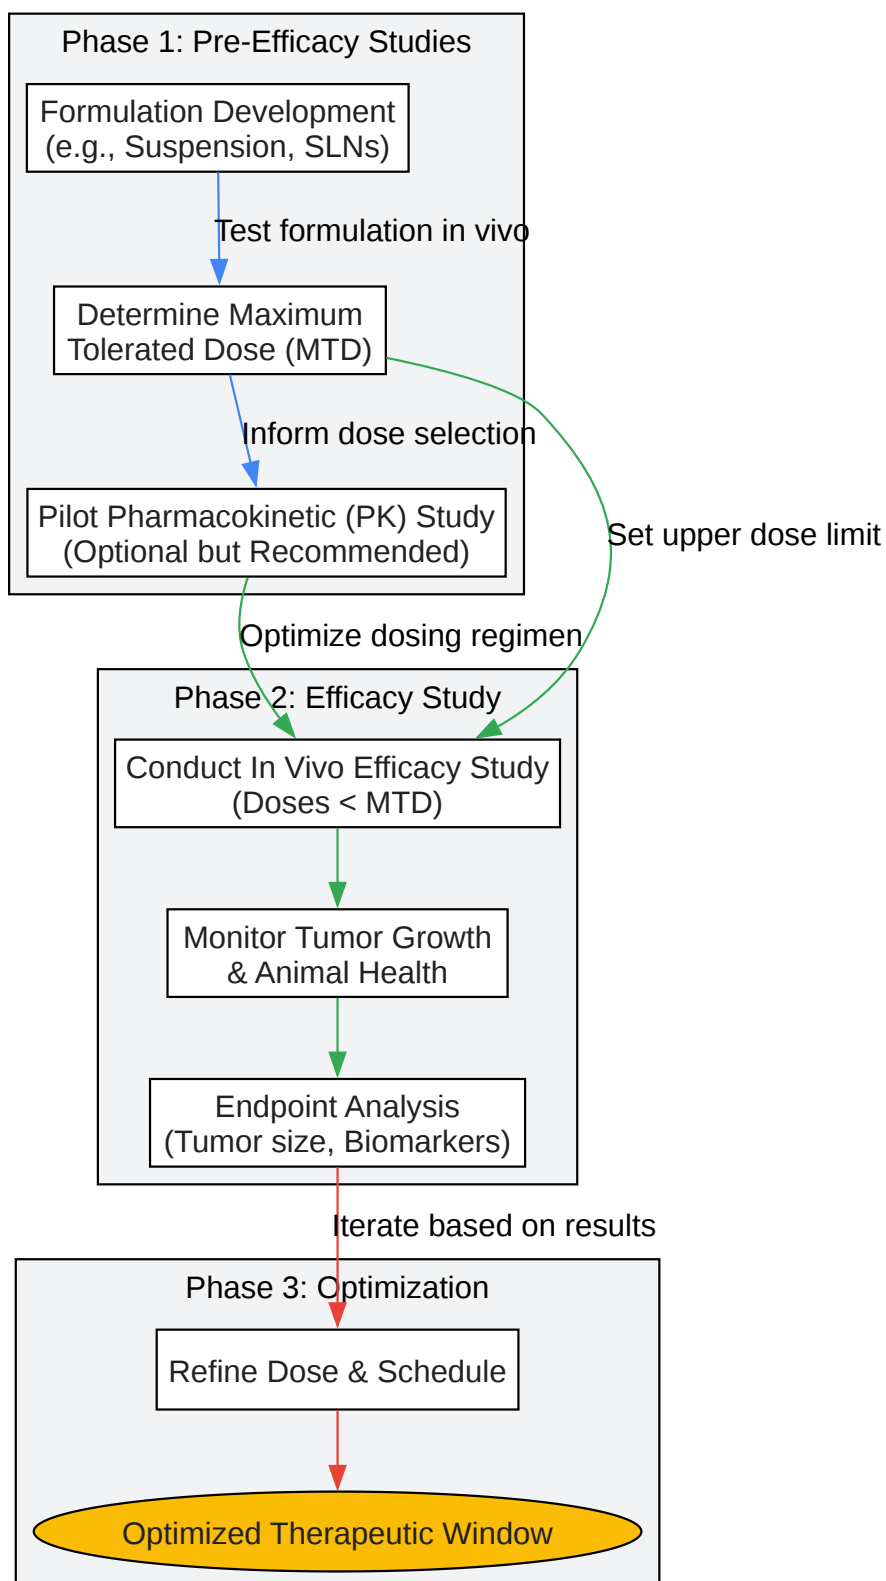 Phase 1: Pre-Efficacy Studies
Formulation Development
(e.g., Suspension, SLNs)
Test formulation in vivo
Determine Maximum
Tolerated Dose (MTD)
Inform dose selection
Pilot Pharmacokinetic (PK) Study
(Optional but Recommended)
Set upper dose limit
Optimize dosing regimen
Phase 2: Efficacy Study
Conduct In Vivo Efficacy Study
(Doses < MTD)
Monitor Tumor Growth
& Animal Health
Endpoint Analysis
(Tumor size, Biomarkers)
Iterate based on results
Phase 3: Optimization
Refine Dose & Schedule
Optimized Therapeutic Window